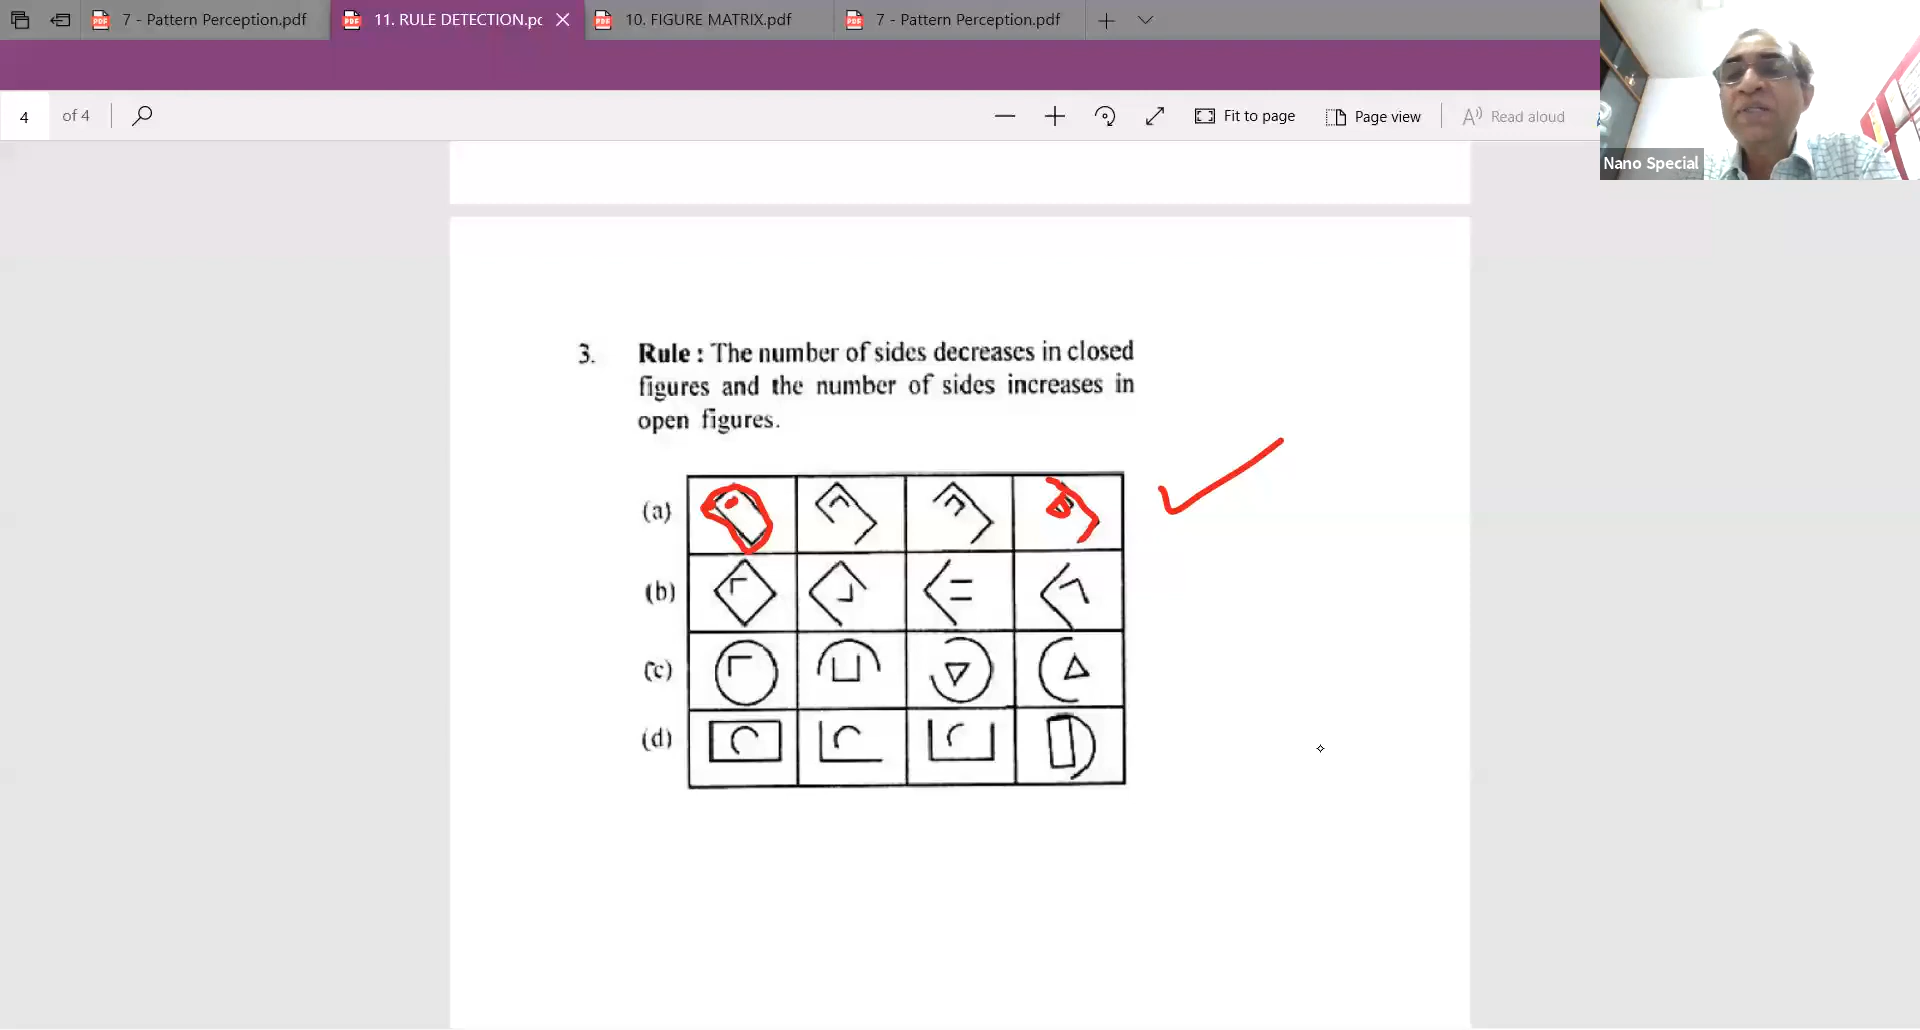 7 - Pattern Perception.pdf
11. RULE DETECTION.pc
10. FIGURE MATRIX.pdf
7 - Pattern Perception.pdf
4 of 4
Fit to page
Page view
Read aloud
Nano Special
3. Rule : The number of sides decreases in closed
figures and the number of sides increases in
open figures.
(a)
(b)
(c)
(d)